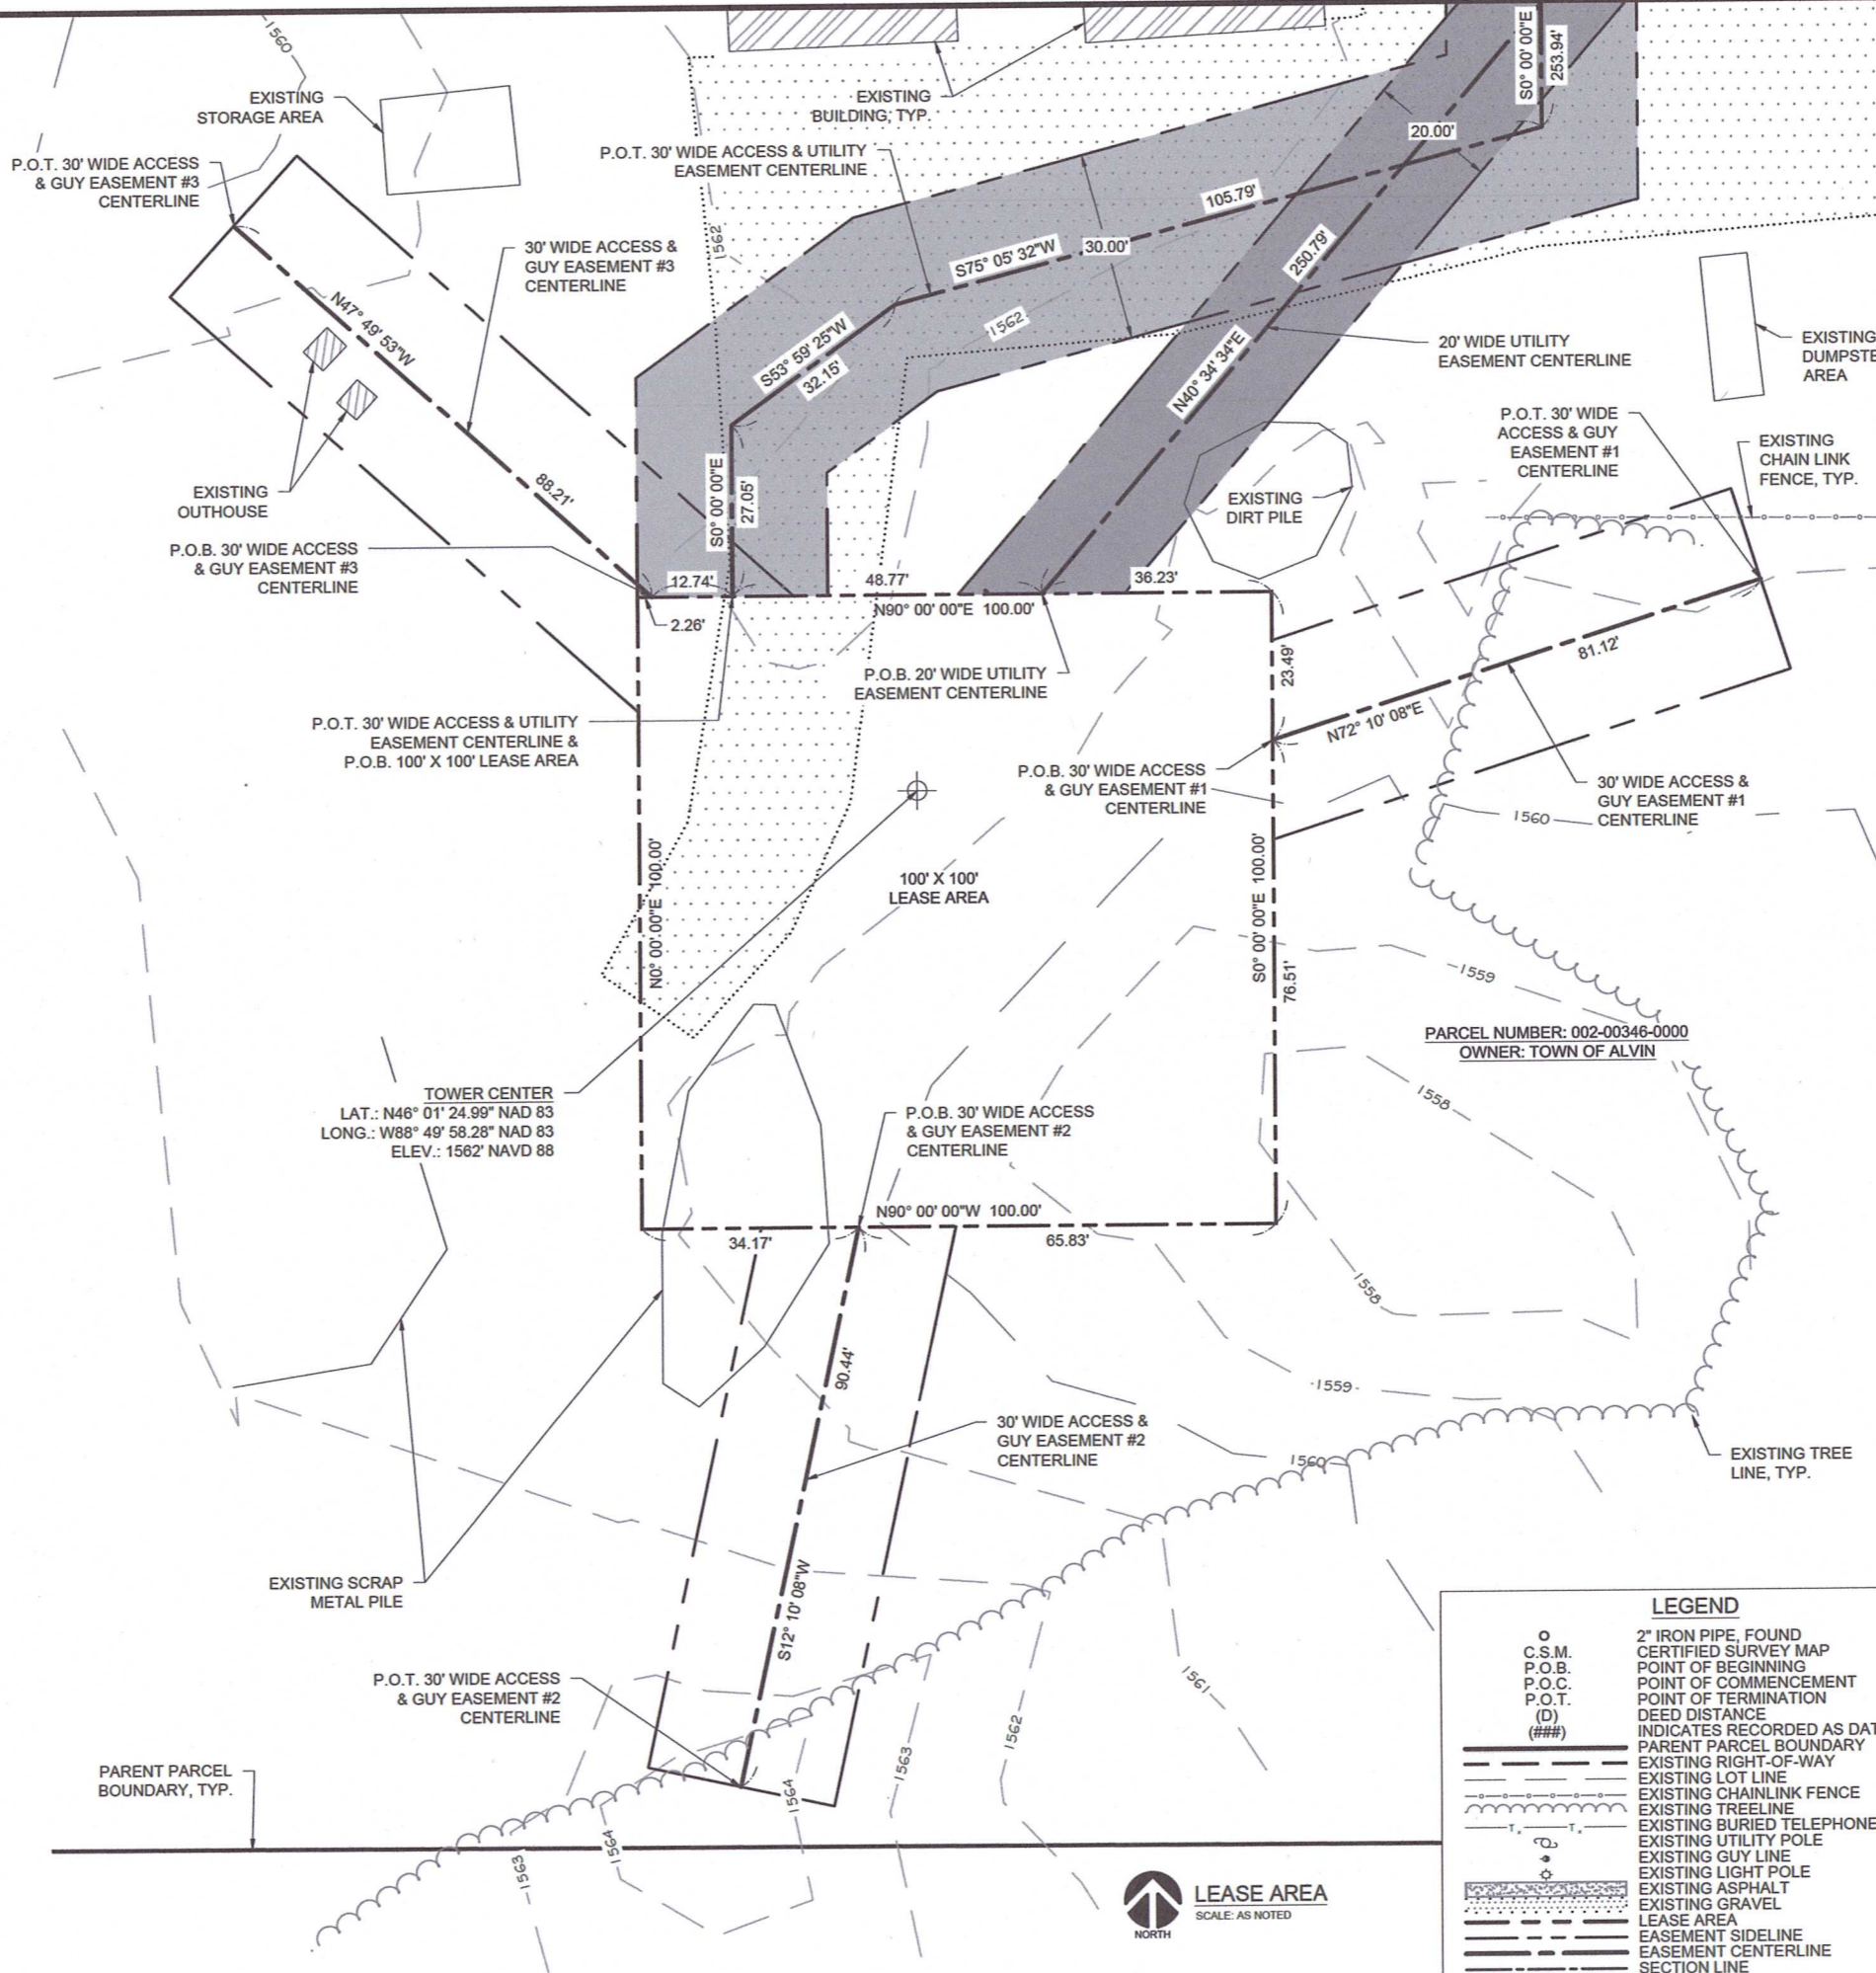 1560
EXISTING
STORAGE AREA
P.O.T. 30' WIDE ACCESS
& GUY EASEMENT #3
CENTERLINE
EXISTING
BUILDING, TYP.
P.O.T. 30' WIDE ACCESS & UTILITY
EASEMENT CENTERLINE
S0° 00' 00"E
253.94'
20.00'
105.79'
S75° 05' 32"W
30.00'
250.79'
1562
30' WIDE ACCESS &
GUY EASEMENT #3
CENTERLINE
N47° 49' 53"W
88.21'
1562
S53° 59' 25"W
32.15'
N40° 34' 34"E
20' WIDE UTILITY
EASEMENT CENTERLINE
EXISTING
DUMPSTE
AREA
P.O.T. 30' WIDE
ACCESS & GUY
EASEMENT #1
CENTERLINE
EXISTING
CHAIN LINK
FENCE, TYP.
EXISTING
OUTHOUSE
S0° 00' 00"E
27.05'
EXISTING
DIRT PILE
P.O.B. 30' WIDE ACCESS
& GUY EASEMENT #3
CENTERLINE
12.74'
48.77'
36.23'
N90° 00' 00"E 100.00'
2.26'
23.49'
81.12'
N72° 10' 08"E
P.O.B. 20' WIDE UTILITY
EASEMENT CENTERLINE
P.O.T. 30' WIDE ACCESS & UTILITY
EASEMENT CENTERLINE &
P.O.B. 100' X 100' LEASE AREA
P.O.B. 30' WIDE ACCESS
& GUY EASEMENT #1
CENTERLINE
30' WIDE ACCESS &
GUY EASEMENT #1
CENTERLINE
1560
N0° 00' 00"E 100.00'
100' X 100'
LEASE AREA
S0° 00' 00"E 100.00'
76.51'
1559
PARCEL NUMBER: 002-00346-0000
OWNER: TOWN OF ALVIN
1558
TOWER CENTER
LAT.: N46° 01' 24.99" NAD 83
LONG.: W88° 49' 58.28" NAD 83
ELEV.: 1562' NAVD 88
P.O.B. 30' WIDE ACCESS
& GUY EASEMENT #2
CENTERLINE
N90° 00' 00"W 100.00'
34.17'
65.83'
1558
90.44'
1559
30' WIDE ACCESS &
GUY EASEMENT #2
CENTERLINE
1560
EXISTING TREE
LINE, TYP.
EXISTING SCRAP
METAL PILE
S12° 10' 08"W
P.O.T. 30' WIDE ACCESS
& GUY EASEMENT #2
CENTERLINE
1561
1562
1563
1564
PARENT PARCEL
BOUNDARY, TYP.
1564
1563
NORTH
LEASE AREA
SCALE: AS NOTED
LEGEND
2" IRON PIPE, FOUND
C.S.M. CERTIFIED SURVEY MAP
P.O.B. POINT OF BEGINNING
P.O.C. POINT OF COMMENCEMENT
P.O.T. POINT OF TERMINATION
(D) DEED DISTANCE
(###) INDICATES RECORDED AS DAT
PARENT PARCEL BOUNDARY
EXISTING RIGHT-OF-WAY
EXISTING LOT LINE
EXISTING CHAINLINK FENCE
EXISTING TREELINE
T T EXISTING BURIED TELEPHONE
EXISTING UTILITY POLE
EXISTING GUY LINE
EXISTING LIGHT POLE
EXISTING ASPHALT
EXISTING GRAVEL
LEASE AREA
EASEMENT SIDELINE
EASEMENT CENTERLINE
SECTION LINE